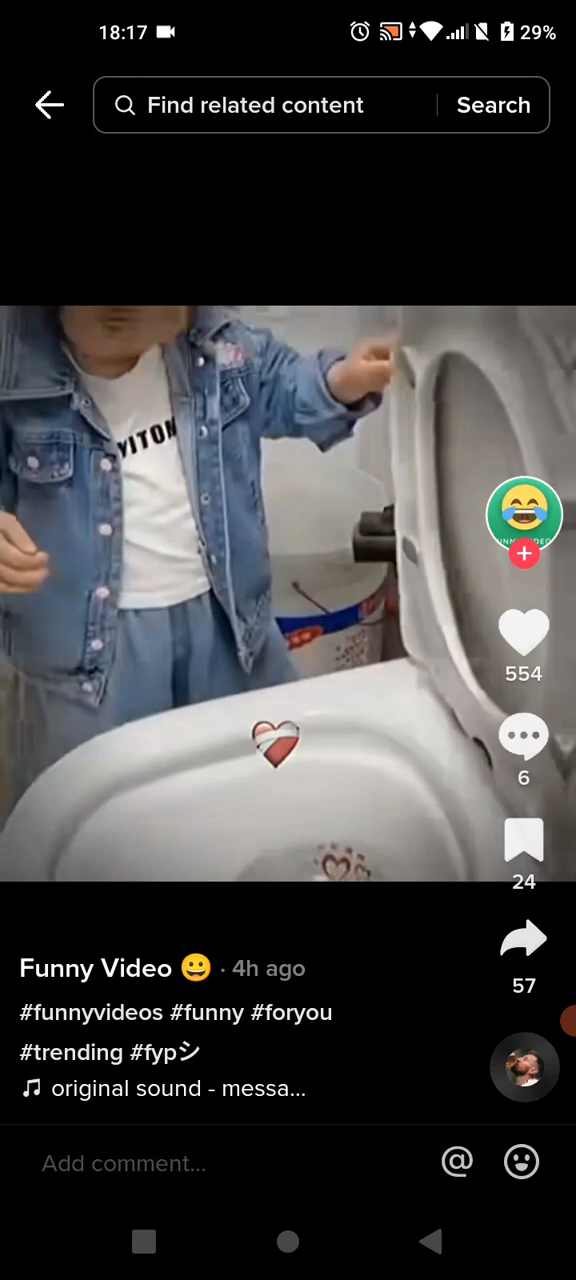 18:17
29%
Find related content
Search
VITON
554
6
24
57
Funny Video 😀 · 4h ago
#funnyvideos #funny #foryou
#trending #fypシ
original sound - messa...
Add comment...
@